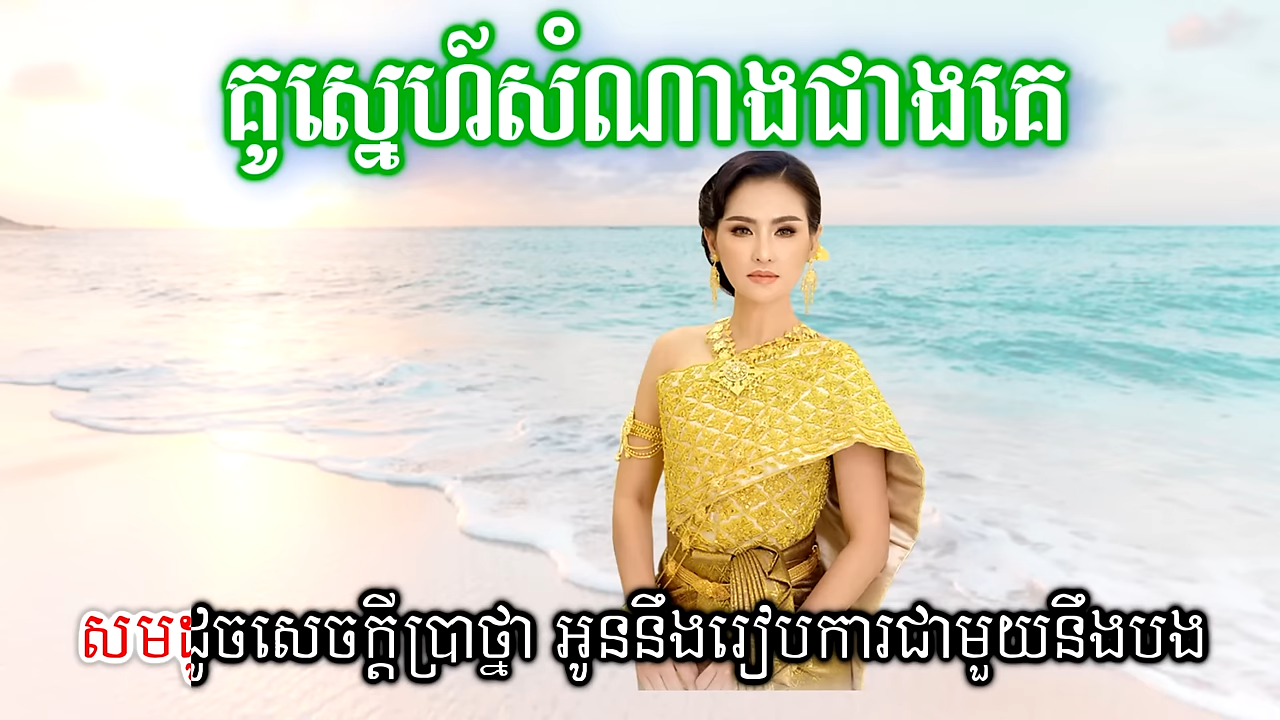 គូស្នេហ៍សំណាងជាងគេ
សមដូចសេចក្តីប្រាថ្នា អូននឹងរៀបការជាមួយនឹងបង